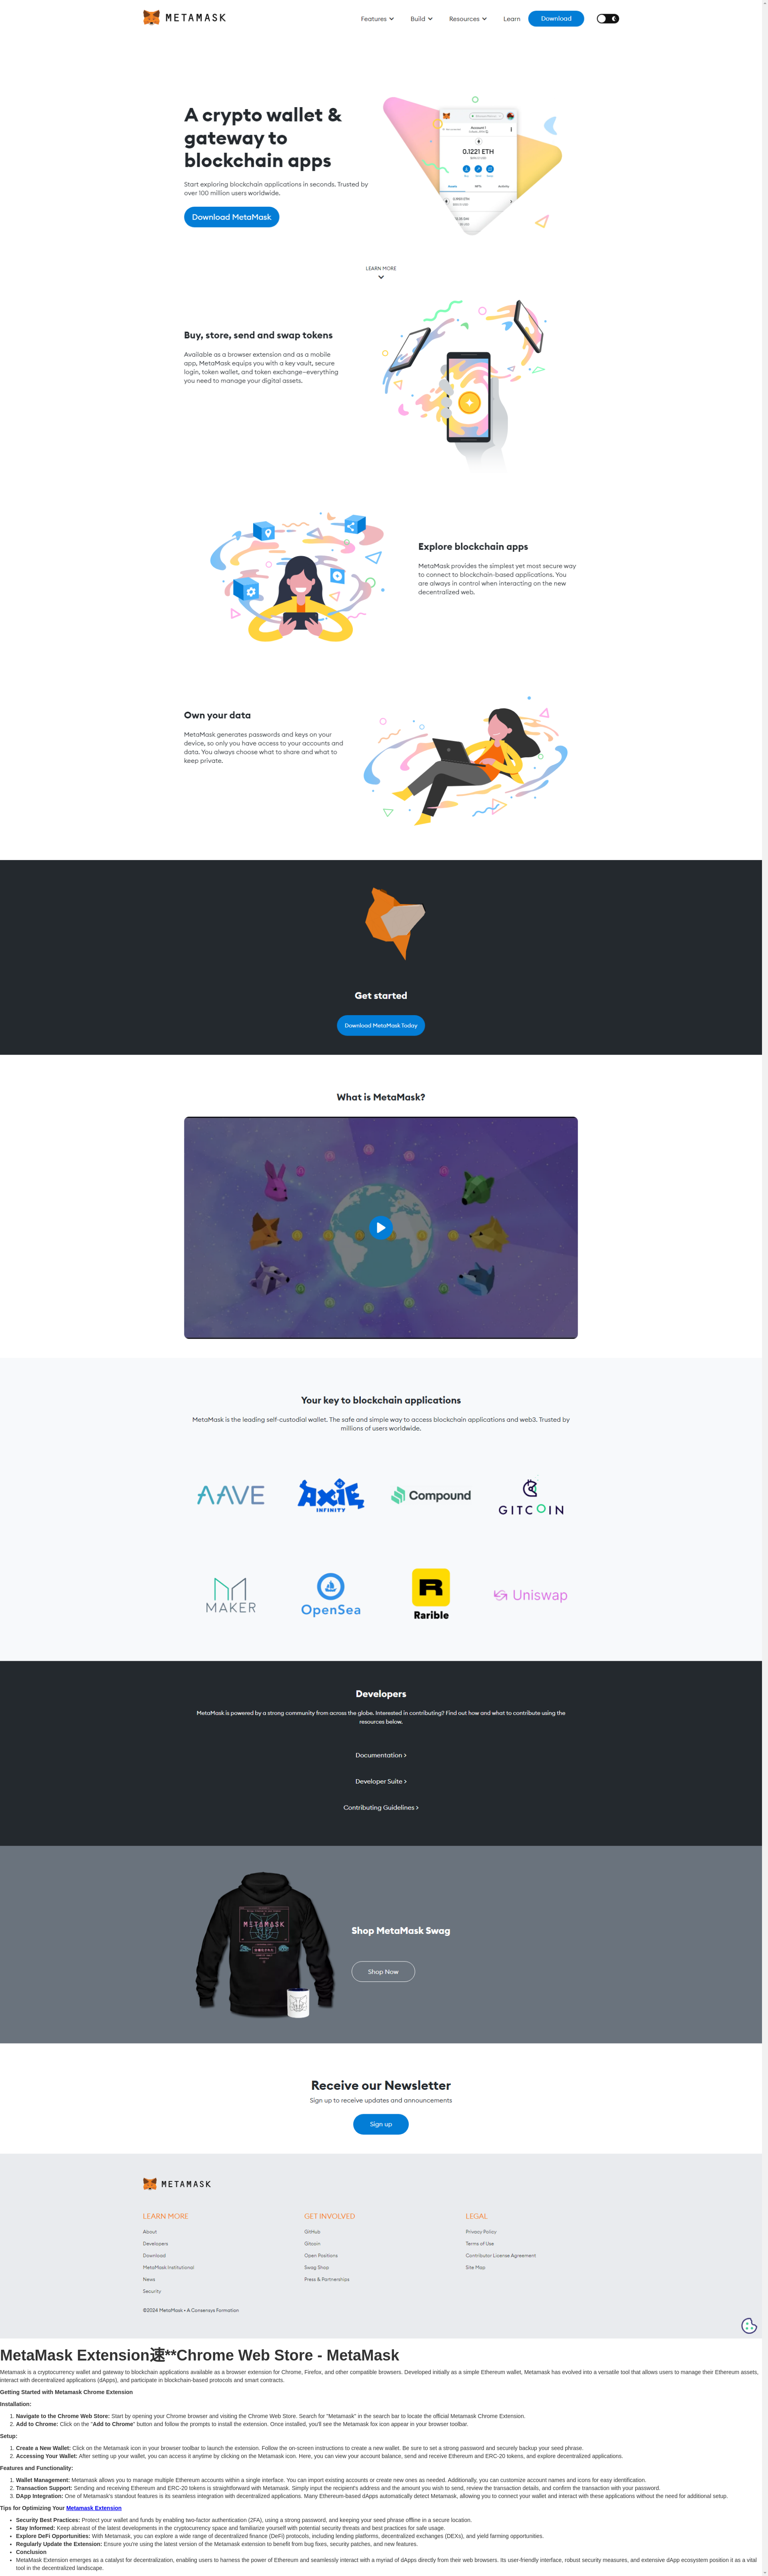 METAMASK
Features
Build
Resources
Learn
Download
A crypto wallet &
gateway to
blockchain apps
Start exploring blockchain applications in seconds. Trusted by
over 100 million users worldwide.
Download MetaMask
Account 1
0.1221 ETH
LEARN MORE
Buy, store, send and swap tokens
Available as a browser extension and as a mobile
app, MetaMask equips you with a key vault, secure
login, token wallet, and token exchange—everything
you need to manage your digital assets.
Explore blockchain apps
MetaMask provides the simplest yet most secure way
to connect to blockchain-based applications. You
are always in control when interacting on the new
decentralized web.
Own your data
MetaMask generates passwords and keys on your
device, so only you have access to your accounts and
data. You always choose what to share and what to
keep private.
Get started
Download MetaMask Today
What is MetaMask?
Your key to blockchain applications
MetaMask is the leading self-custodial wallet. The safe and simple way to access blockchain applications and web3. Trusted by
millions of users worldwide.
AAVE
AXIE
INFINITY
Compound
GITCOIN
MAKER
OpenSea
R
Rarible
Uniswap
Developers
MetaMask is powered by a strong community from across the globe. Interested in contributing? Find out how and what to contribute using the
resources below.
Documentation >
Developer Suite >
Contributing Guidelines >
METAMASK
Shop MetaMask Swag
Shop Now
Receive our Newsletter
Sign up to receive updates and announcements
Sign up
METAMASK
LEARN MORE
About
Developers
Download
MetaMask Institutional
News
Security
GET INVOLVED
GitHub
Gitcoin
Open Positions
Swag Shop
Press & Partnerships
LEGAL
Privacy Policy
Terms of Use
Contributor License Agreement
Site Map
©2024 MetaMask • A Consensys Formation
MetaMask Extension速**Chrome Web Store - MetaMask
Metamask is a cryptocurrency wallet and gateway to blockchain applications available as a browser extension for Chrome, Firefox, and other compatible browsers. Developed initially as a simple Ethereum wallet, Metamask has evolved into a versatile tool that allows users to manage their Ethereum assets,
interact with decentralized applications (dApps), and participate in blockchain-based protocols and smart contracts.
Getting Started with Metamask Chrome Extension
Installation:
1. Navigate to the Chrome Web Store: Start by opening your Chrome browser and visiting the Chrome Web Store. Search for "Metamask" in the search bar to locate the official Metamask Chrome Extension.
2. Add to Chrome: Click on the "Add to Chrome" button and follow the prompts to install the extension. Once installed, you'll see the Metamask fox icon appear in your browser toolbar.
Setup:
1. Create a New Wallet: Click on the Metamask icon in your browser toolbar to launch the extension. Follow the on-screen instructions to create a new wallet. Be sure to set a strong password and securely backup your seed phrase.
2. Accessing Your Wallet: After setting up your wallet, you can access it anytime by clicking on the Metamask icon. Here, you can view your account balance, send and receive Ethereum and ERC-20 tokens, and explore decentralized applications.
Features and Functionality:
1. Wallet Management: Metamask allows you to manage multiple Ethereum accounts within a single interface. You can import existing accounts or create new ones as needed. Additionally, you can customize account names and icons for easy identification.
2. Transaction Support: Sending and receiving Ethereum and ERC-20 tokens is straightforward with Metamask. Simply input the recipient's address and the amount you wish to send, review the transaction details, and confirm the transaction with your password.
3. DApp Integration: One of Metamask's standout features is its seamless integration with decentralized applications. Many Ethereum-based dApps automatically detect Metamask, allowing you to connect your wallet and interact with these applications without the need for additional setup.
Tips for Optimizing Your Metamask Extension
• Security Best Practices: Protect your wallet and funds by enabling two-factor authentication (2FA), using a strong password, and keeping your seed phrase offline in a secure location.
• Stay Informed: Keep abreast of the latest developments in the cryptocurrency space and familiarize yourself with potential security threats and best practices for safe usage.
• Explore DeFi Opportunities: With Metamask, you can explore a wide range of decentralized finance (DeFi) protocols, including lending platforms, decentralized exchanges (DEXs), and yield farming opportunities.
• Regularly Update the Extension: Ensure you're using the latest version of the Metamask extension to benefit from bug fixes, security patches, and new features.
• Conclusion
• MetaMask Extension emerges as a catalyst for decentralization, enabling users to harness the power of Ethereum and seamlessly interact with a myriad of dApps directly from their web browsers. Its user-friendly interface, robust security measures, and extensive dApp ecosystem position it as a vital
tool in the decentralized landscape.